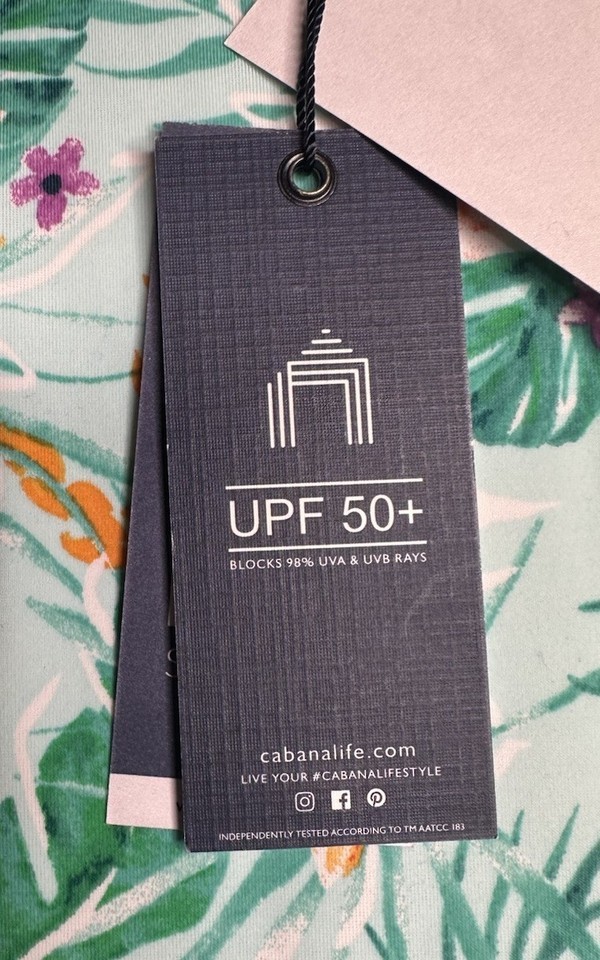 UPF 50+
BLOCKS 98% UVA & UVB RAYS
cabanalife.com
LIVE YOUR #CABANALIFESTYLE
INDEPENDENTLY TESTED ACCORDING TO TM AATCC 183